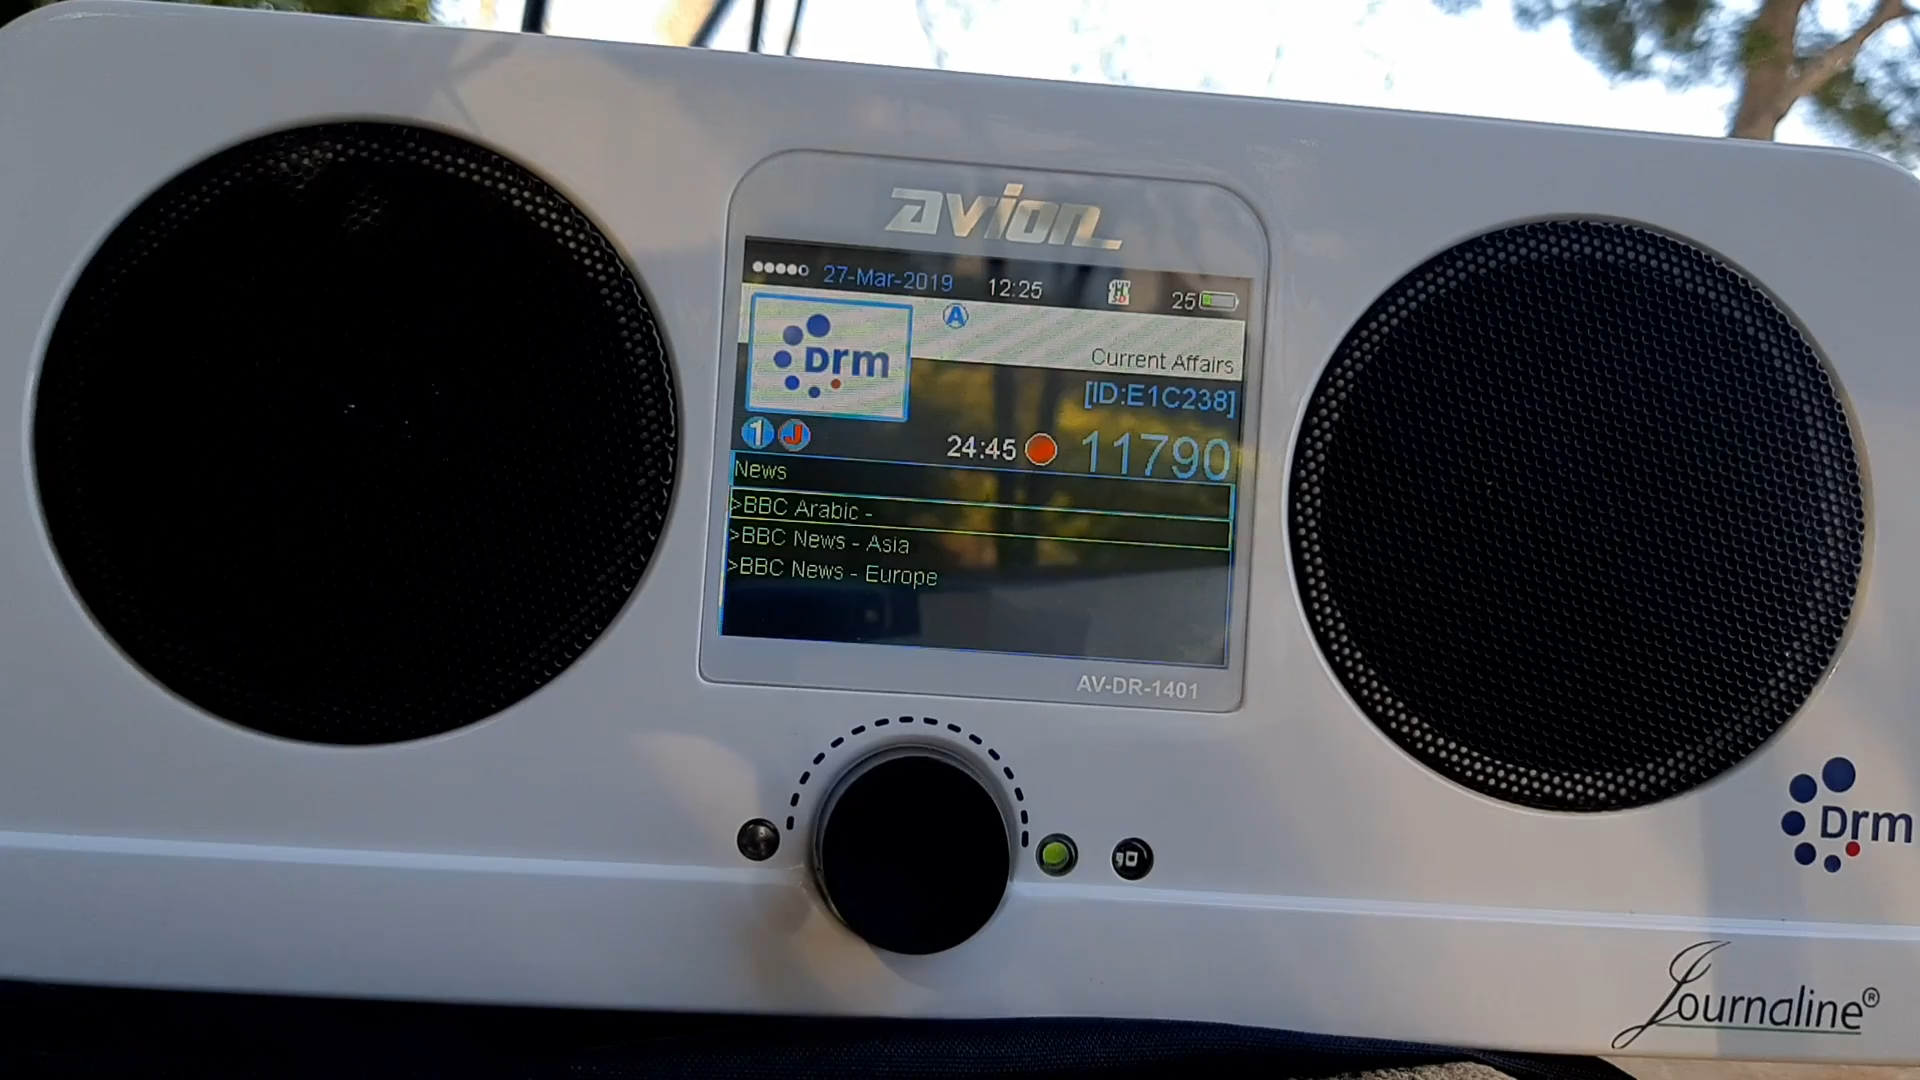 avion
27-Mar-2019 12:25 25
A
Drm
Current Affairs
[ID:E1C238]
1 J 24:45 11790
News
>BBC Arabic -
>BBC News - Asia
>BBC News - Europe
AV-DR-1401
Drm
Journaline®